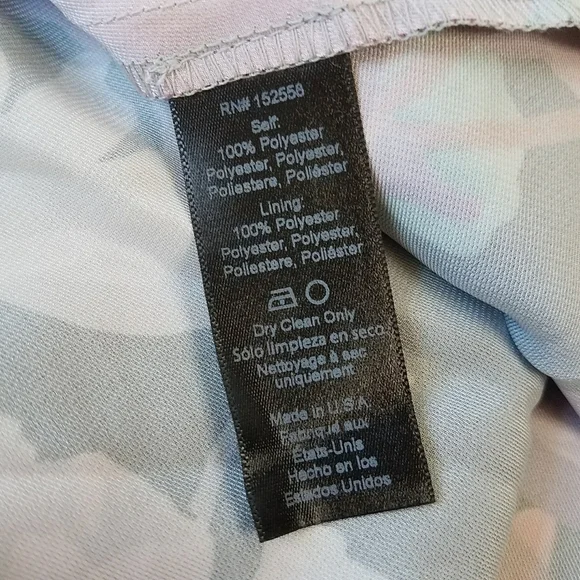 RN# 152558
Self:
100% Polyester
Polyester, Polyester,
Poliestere, Poliéster
Lining:
100% Polyester
Polyester, Polyester,
Poliestere, Poliéster
Dry Clean Only
Sólo limpieza en seco
Nettoyage à sec
uniquement
Made in U.S.A
Fabriqué aux
États-Unis
Hecho en los
Estados Unidos